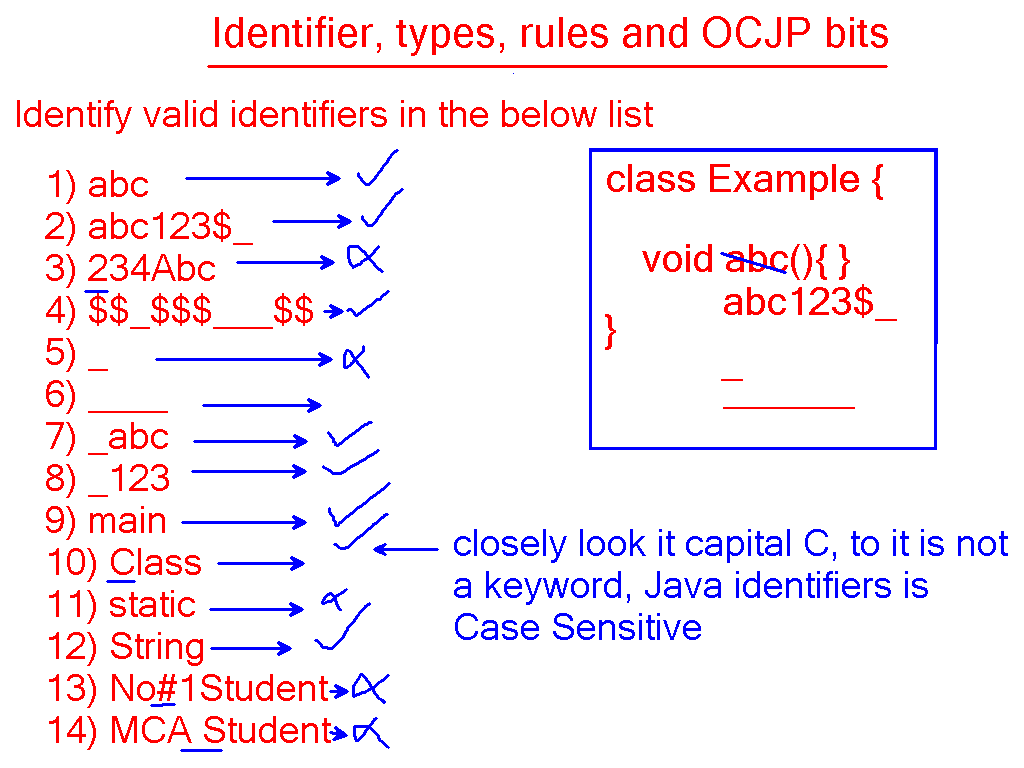 Identifier, types, rules and OCJP bits
Identify valid identifiers in the below list
1) abc
2) abc123$_
3) 234Abc
4) $$_$$$___$$
5) _
6) ____
7) _abc
8) _123
9) main
10) Class
11) static
12) String
13) No#1Student
14) MCA Student
class Example {
void abc(){ }
abc123$_
}
_
_______
closely look it capital C, to it is not
a keyword, Java identifiers is
Case Sensitive